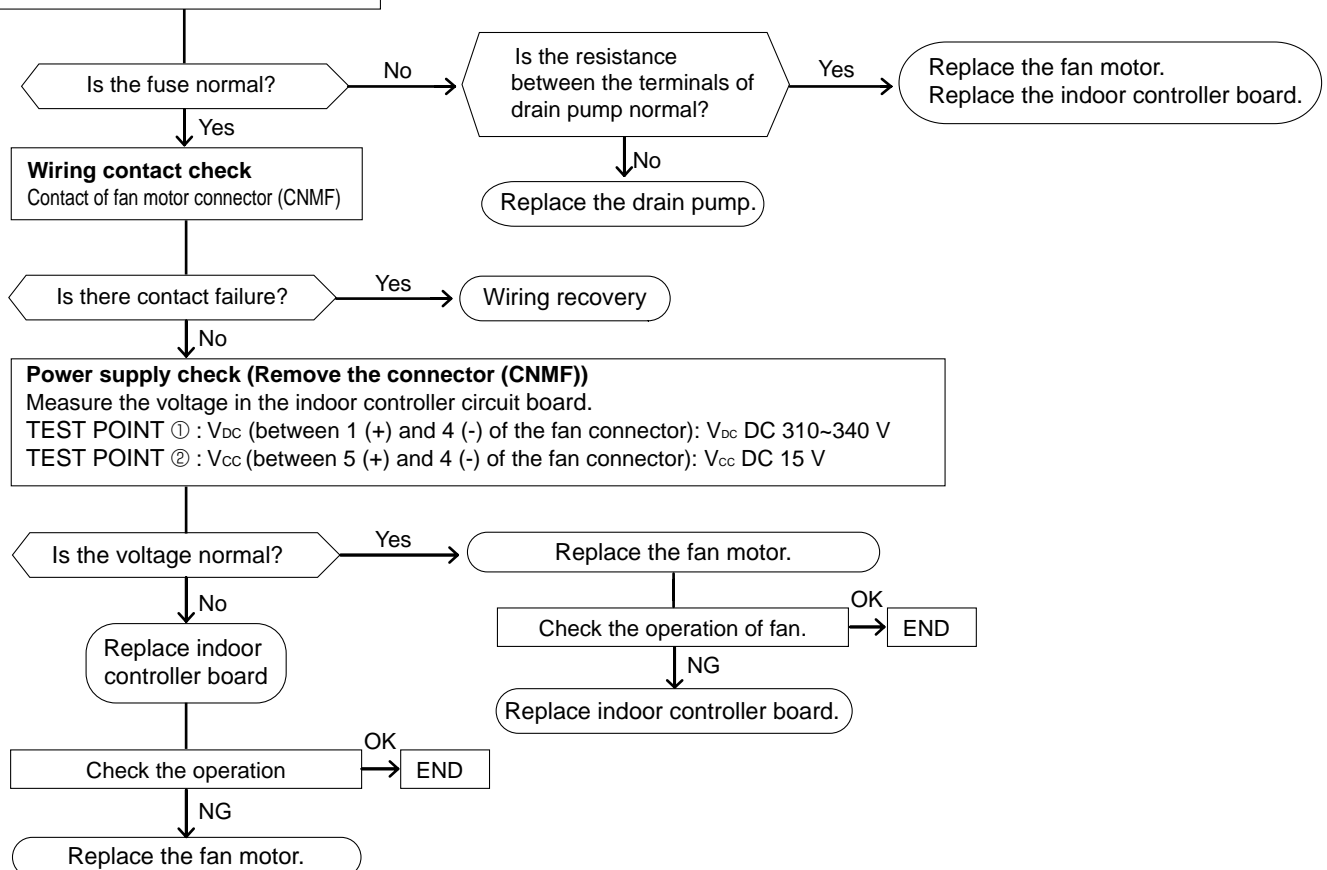 Is the fuse normal?
No
Is the resistance
between the terminals of
drain pump normal?
Yes
Replace the fan motor.
Replace the indoor controller board.
Yes
No
Wiring contact check
Contact of fan motor connector (CNMF)
Replace the drain pump.
Is there contact failure?
Yes
Wiring recovery
No
Power supply check (Remove the connector (CNMF))
Measure the voltage in the indoor controller circuit board.
TEST POINT ① : VDC (between 1 (+) and 4 (-) of the fan connector): VDC DC 310~340 V
TEST POINT ② : VCC (between 5 (+) and 4 (-) of the fan connector): VCC DC 15 V
Is the voltage normal?
Yes
Replace the fan motor.
No
Check the operation of fan.
OK
END
Replace indoor
controller board
NG
Replace indoor controller board.
Check the operation
OK
END
NG
Replace the fan motor.